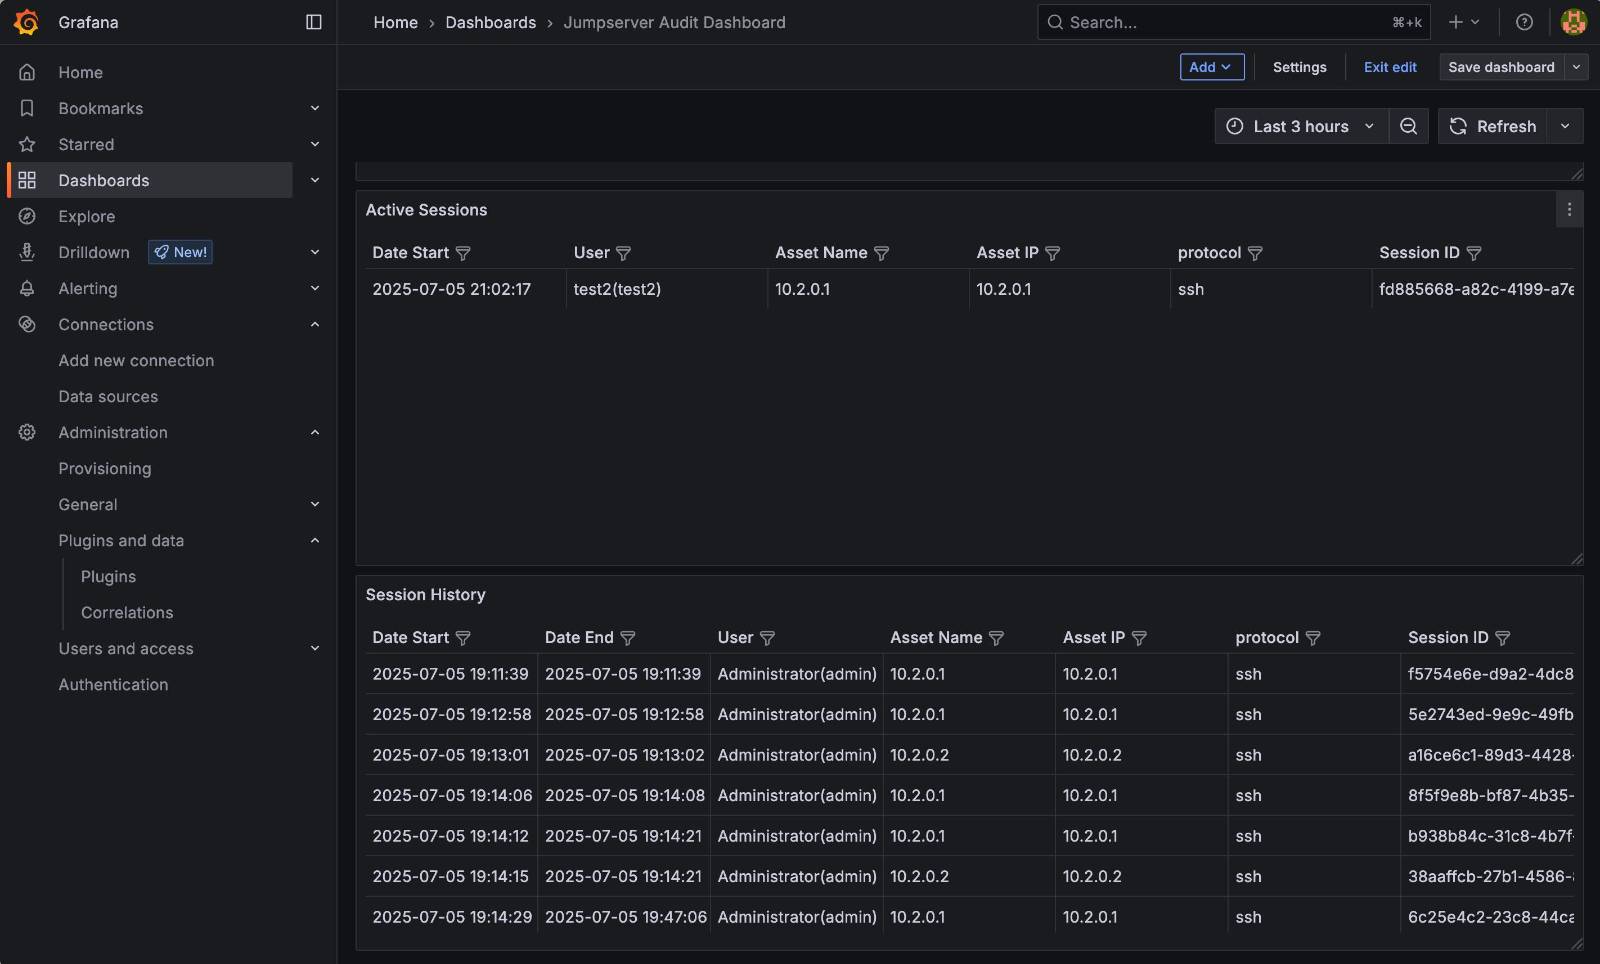 Grafana
Home › Dashboards › Jumpserver Audit Dashboard
Search...
⌘+k
Add
Settings
Exit edit
Save dashboard
Last 3 hours
Refresh
Home
Bookmarks
Starred
Dashboards
Explore
Drilldown New!
Alerting
Connections
Add new connection
Data sources
Administration
Provisioning
General
Plugins and data
Plugins
Correlations
Users and access
Authentication
Active Sessions
Date Start User Asset Name Asset IP protocol Session ID
2025-07-05 21:02:17 test2(test2) 10.2.0.1 10.2.0.1 ssh fd885668-a82c-4199-a7e
Session History
Date Start Date End User Asset Name Asset IP protocol Session ID
2025-07-05 19:11:39 2025-07-05 19:11:39 Administrator(admin) 10.2.0.1 10.2.0.1 ssh f5754e6e-d9a2-4dc8
2025-07-05 19:12:58 2025-07-05 19:12:58 Administrator(admin) 10.2.0.1 10.2.0.1 ssh 5e2743ed-9e9c-49fb
2025-07-05 19:13:01 2025-07-05 19:13:02 Administrator(admin) 10.2.0.2 10.2.0.2 ssh a16ce6c1-89d3-4428-
2025-07-05 19:14:06 2025-07-05 19:14:08 Administrator(admin) 10.2.0.1 10.2.0.1 ssh 8f5f9e8b-bf87-4b35-
2025-07-05 19:14:12 2025-07-05 19:14:21 Administrator(admin) 10.2.0.1 10.2.0.1 ssh b938b84c-31c8-4b7f-
2025-07-05 19:14:15 2025-07-05 19:14:21 Administrator(admin) 10.2.0.2 10.2.0.2 ssh 38aaffcb-27b1-4586-
2025-07-05 19:14:29 2025-07-05 19:47:06 Administrator(admin) 10.2.0.1 10.2.0.1 ssh 6c25e4c2-23c8-44ca